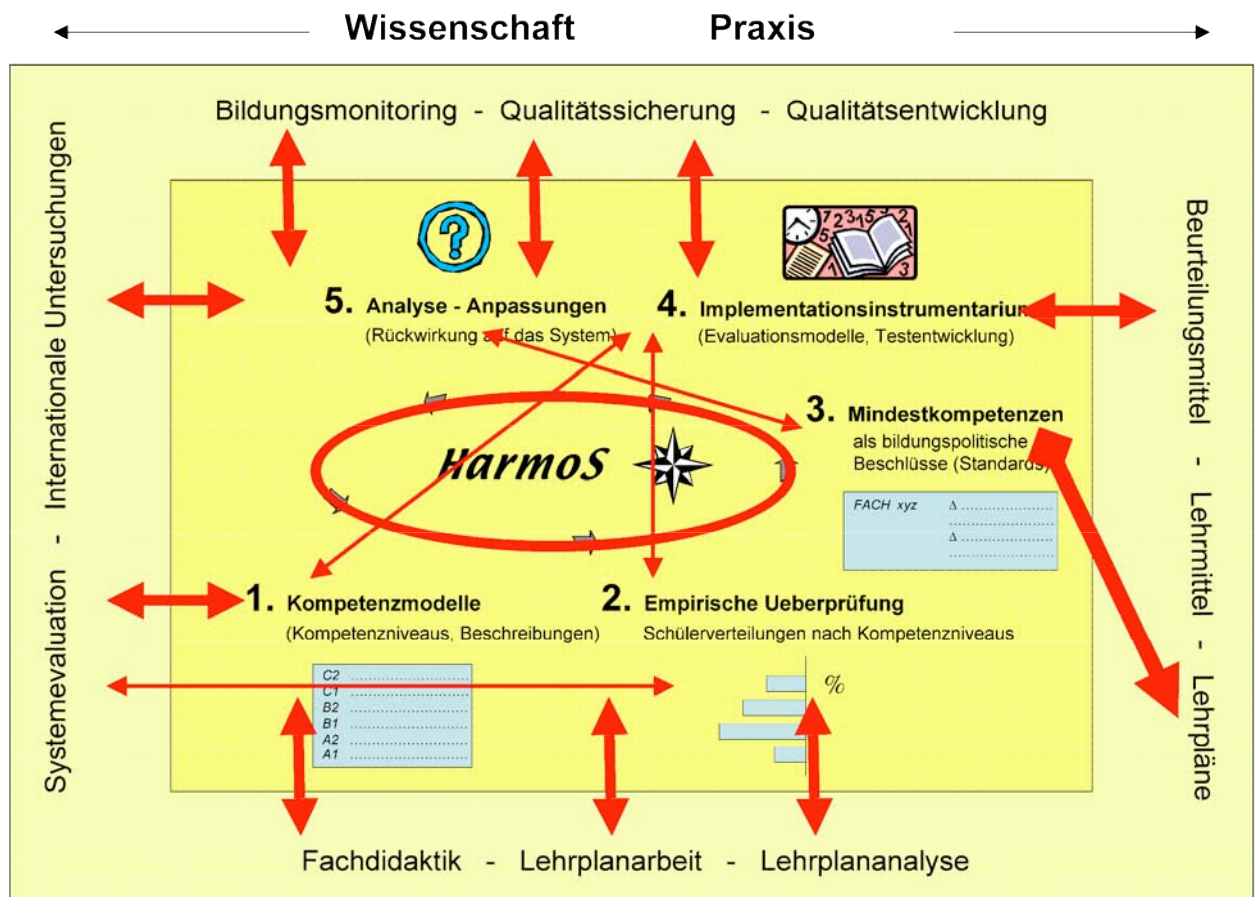 Wissenschaft Praxis
Bildungsmonitoring - Qualitätssicherung - Qualitätsentwicklung
Systemevaluation - Internationale Untersuchungen
5. Analyse - Anpassungen
(Rückwirkung auf das System)
4. Implementationsinstrumentarium
(Evaluationsmodelle, Testentwicklung)
3. Mindestkompetenzen
als bildungspolitische
Beschlüsse (Standards)
FACH xyz Δ .....................
.....................
Δ .....................
.....................
HarmoS
1. Kompetenzmodelle
(Kompetenzniveaus, Beschreibungen)
C2 ..............................
C1 ..............................
B2 ..............................
B1 ..............................
A2 ..............................
A1 ..............................
2. Empirische Ueberprüfung
Schülerverteilungen nach Kompetenzniveaus
%
Beurteilungsmittel - Lehrmittel - Lehrpläne
Fachdidaktik - Lehrplanarbeit - Lehrplananalyse